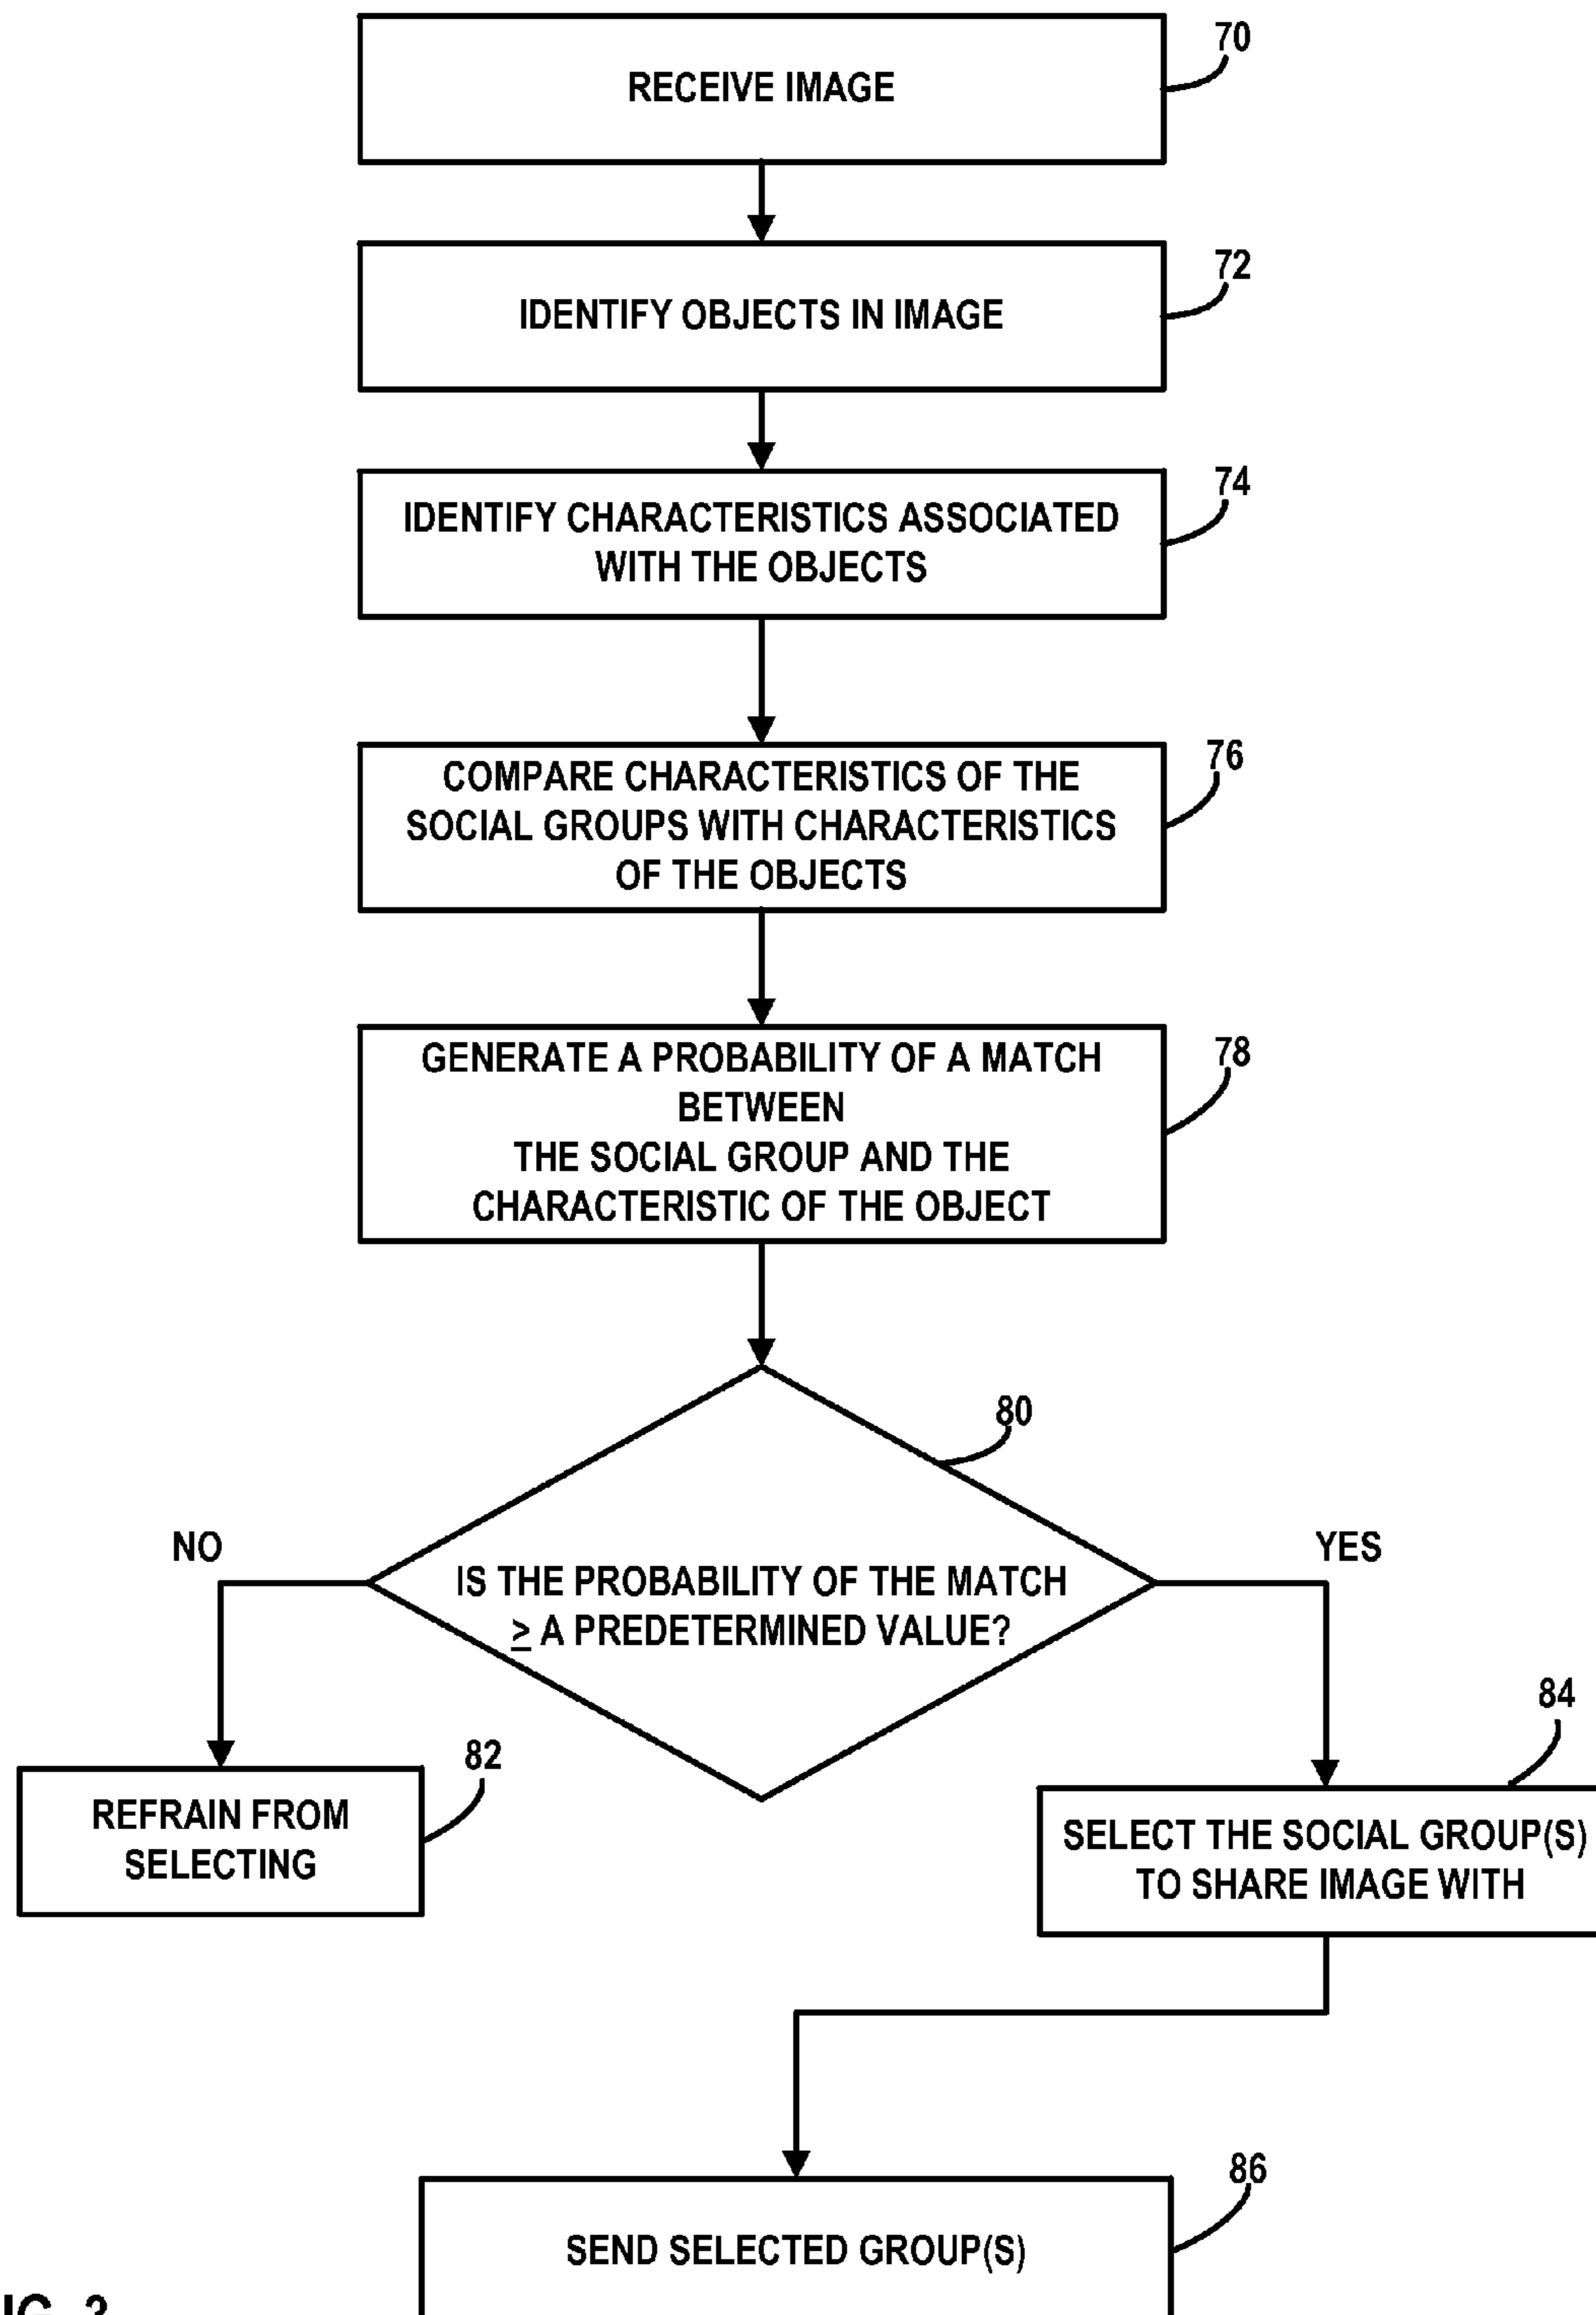 70
RECEIVE IMAGE
72
IDENTIFY OBJECTS IN IMAGE
74
IDENTIFY CHARACTERISTICS ASSOCIATED
WITH THE OBJECTS
76
COMPARE CHARACTERISTICS OF THE
SOCIAL GROUPS WITH CHARACTERISTICS
OF THE OBJECTS
78
GENERATE A PROBABILITY OF A MATCH
BETWEEN
THE SOCIAL GROUP AND THE
CHARACTERISTIC OF THE OBJECT
80
NO
YES
IS THE PROBABILITY OF THE MATCH
≥ A PREDETERMINED VALUE?
82
REFRAIN FROM
SELECTING
84
SELECT THE SOCIAL GROUP(S)
TO SHARE IMAGE WITH
86
SEND SELECTED GROUP(S)